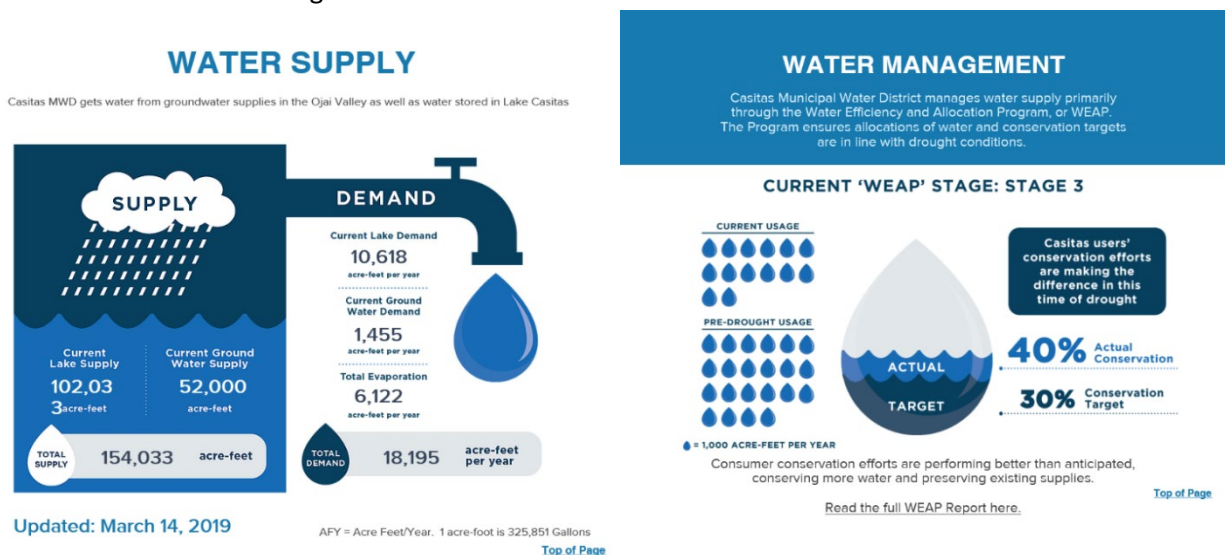 WATER SUPPLY
Casitas MWD gets water from groundwater supplies in the Ojai Valley as well as water stored in Lake Casitas
SUPPLY
Current
Lake Supply
102,03
3acre-feet
Current Ground
Water Supply
52,000
acre-feet
TOTAL
SUPPLY
154,033 acre-feet
DEMAND
Current Lake Demand
10,618
acre-feet per year
Current Ground
Water Demand
1,455
acre-feet per year
Total Evaporation
6,122
acre-feet per year
TOTAL
DEMAND
18,195
acre-feet
per year
Updated: March 14, 2019
AFY = Acre Feet/Year. 1 acre-foot is 325,851 Gallons
Top of Page
WATER MANAGEMENT
Casitas Municipal Water District manages water supply primarily
through the Water Efficiency and Allocation Program, or WEAP.
The Program ensures allocations of water and conservation targets
are in line with drought conditions.
CURRENT 'WEAP' STAGE: STAGE 3
CURRENT USAGE
PRE-DROUGHT USAGE
= 1,000 ACRE-FEET PER YEAR
ACTUAL
TARGET
Casitas users'
conservation efforts
are making the
difference in this
time of drought
40% Actual
Conservation
30% Conservation
Target
Consumer conservation efforts are performing better than anticipated,
conserving more water and preserving existing supplies.
Top of Page
Read the full WEAP Report here.